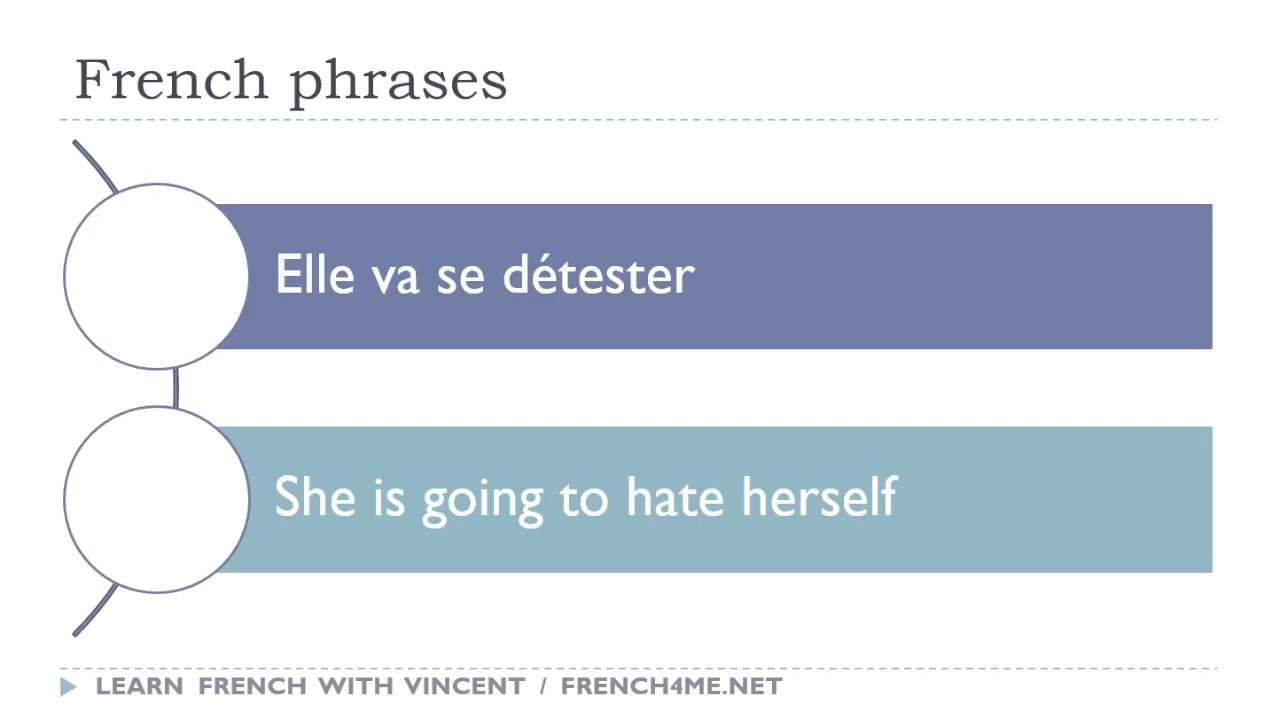 French phrases
Elle va se détester
She is going to hate herself
LEARN FRENCH WITH VINCENT / FRENCH4ME.NET